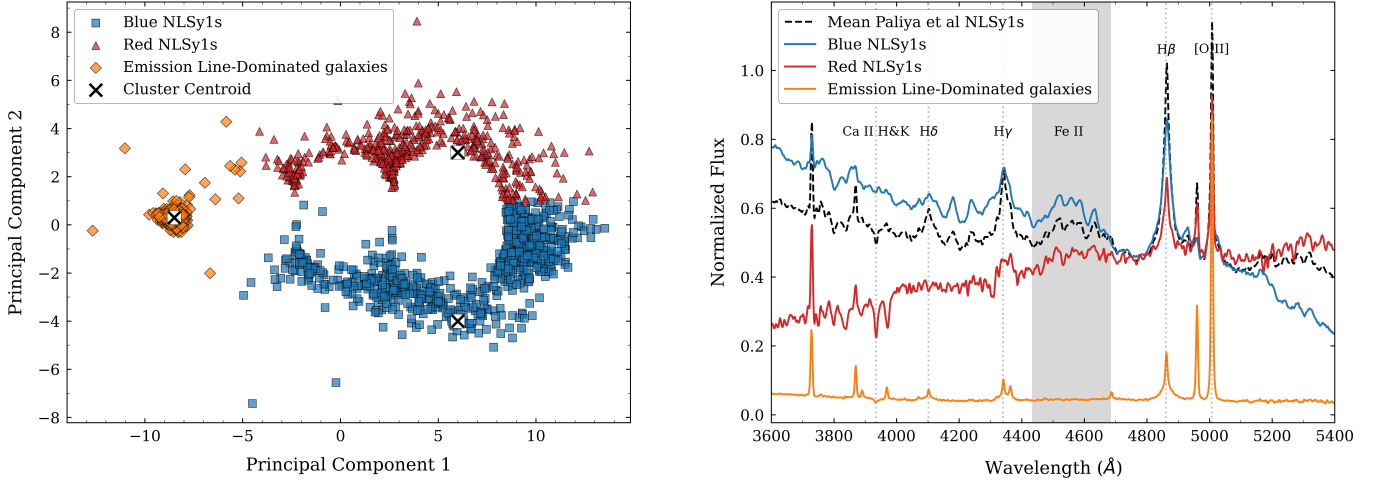 Blue NLSy1s
Red NLSy1s
Emission Line-Dominated galaxies
Cluster Centroid
8
6
4
2
0
−2
−4
−6
−8
−10
−5
0
5
10
Principal Component 1
Principal Component 2
Mean Paliya et al NLSy1s
Blue NLSy1s
Red NLSy1s
Emission Line-Dominated galaxies
Ca II H&K
Hδ
Hγ
Fe II
Hβ
1.0
0.8
0.6
0.4
0.2
0.0
3600
3800
4000
4200
4400
4600
4800
5000
5200
5400
Wavelength (Å)
Normalized Flux